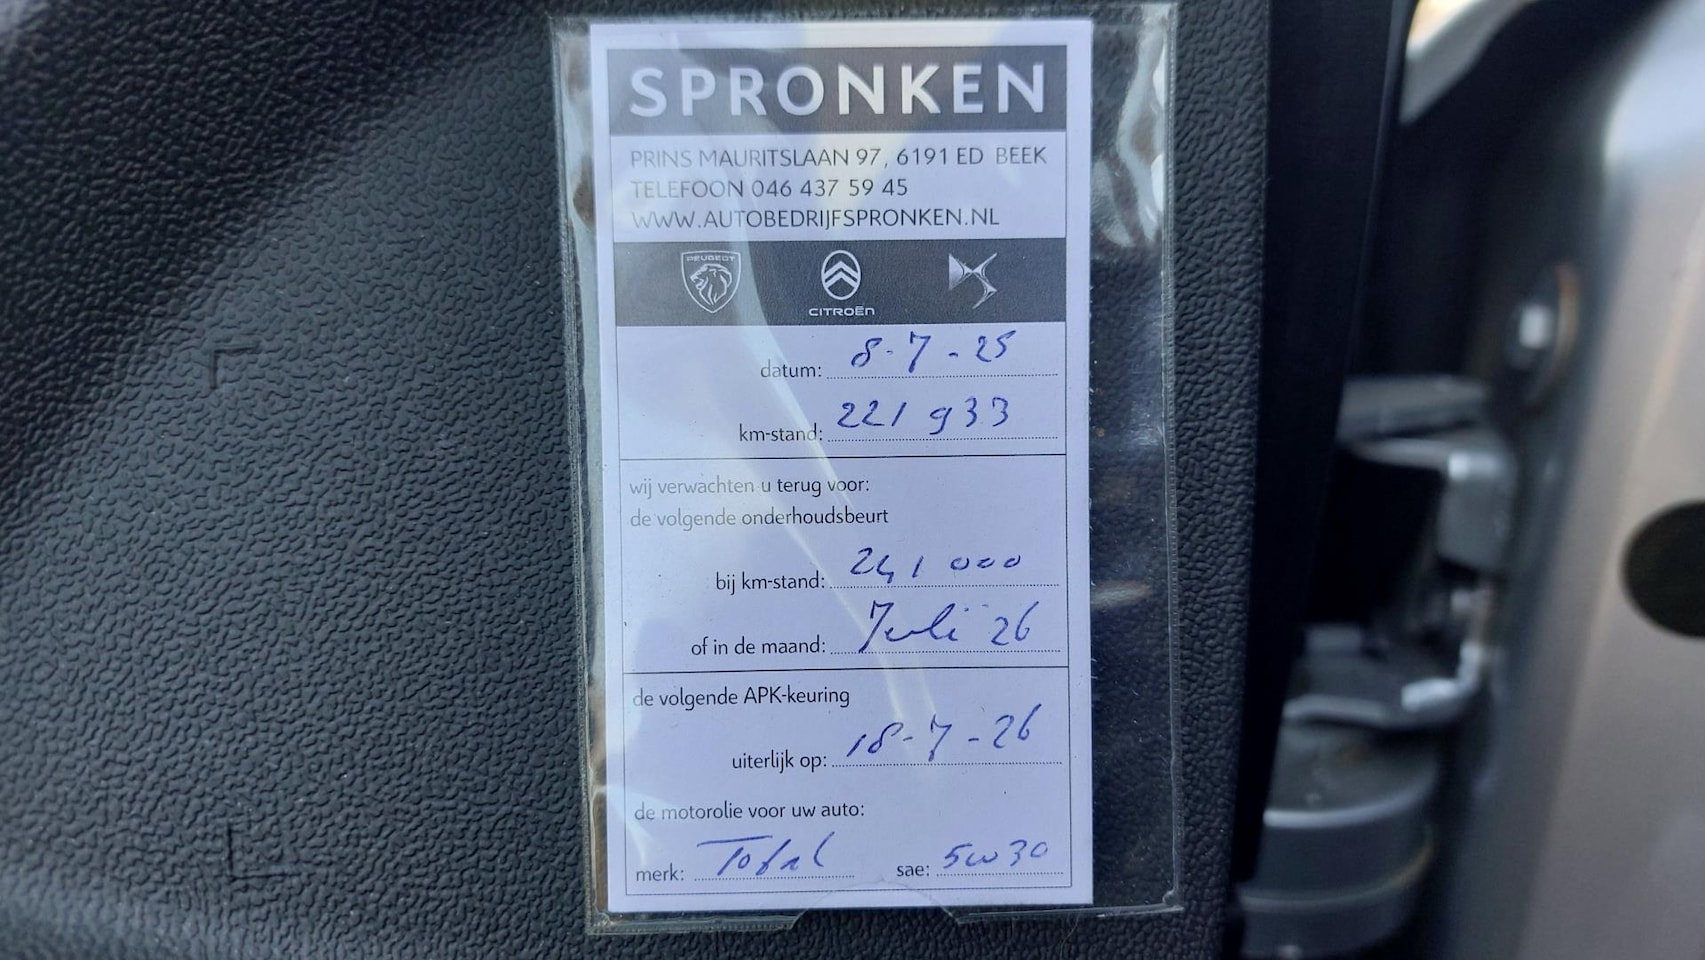 SPRONKEN
PRINS MAURITSLAAN 97, 6191 ED BEEK
TELEFOON 046 437 59 45
WWW.AUTOBEDRIJFSPRONKEN.NL
PEUGEOT
CITROËN
datum: 8-7-25
km-stand: 221 933
wij verwachten u terug voor:
de volgende onderhoudsbeurt
bij km-stand: 241 000
of in de maand: Juli 26
de volgende APK-keuring
uiterlijk op: 18-7-26
de motorolie voor uw auto:
merk: Total sae: 5w30